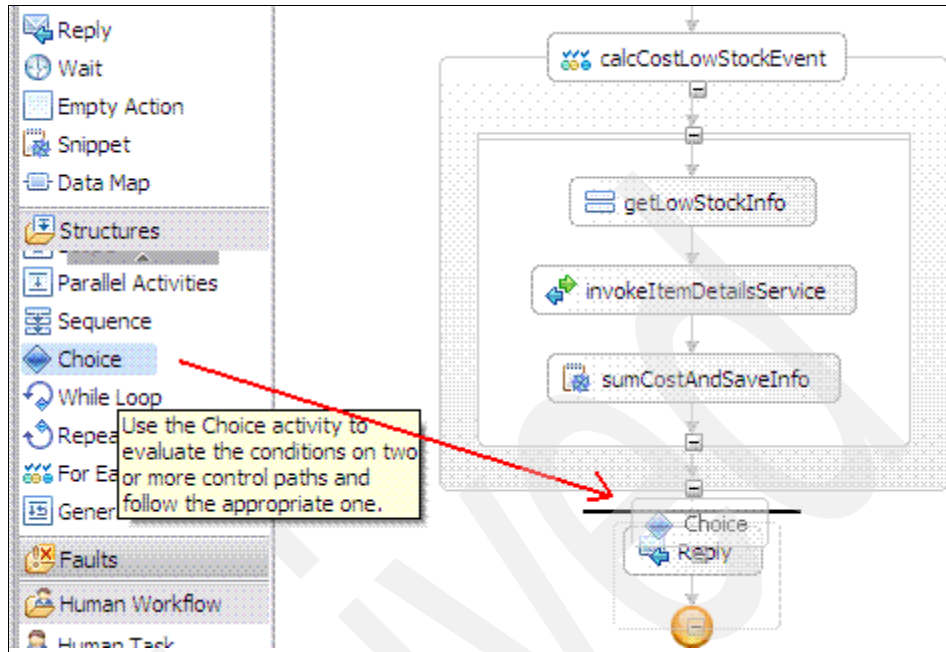 Reply
Wait
Empty Action
Snippet
Data Map
Structures
Parallel Activities
Sequence
Choice
While Loop
Use the Choice activity to
evaluate the conditions on two
or more control paths and
follow the appropriate one.
Repea
For Ea
Gener
Faults
Human Workflow
Human Task
calcCostLowStockEvent
getLowStockInfo
invokeItemDetailsService
sumCostAndSaveInfo
Choice
Reply